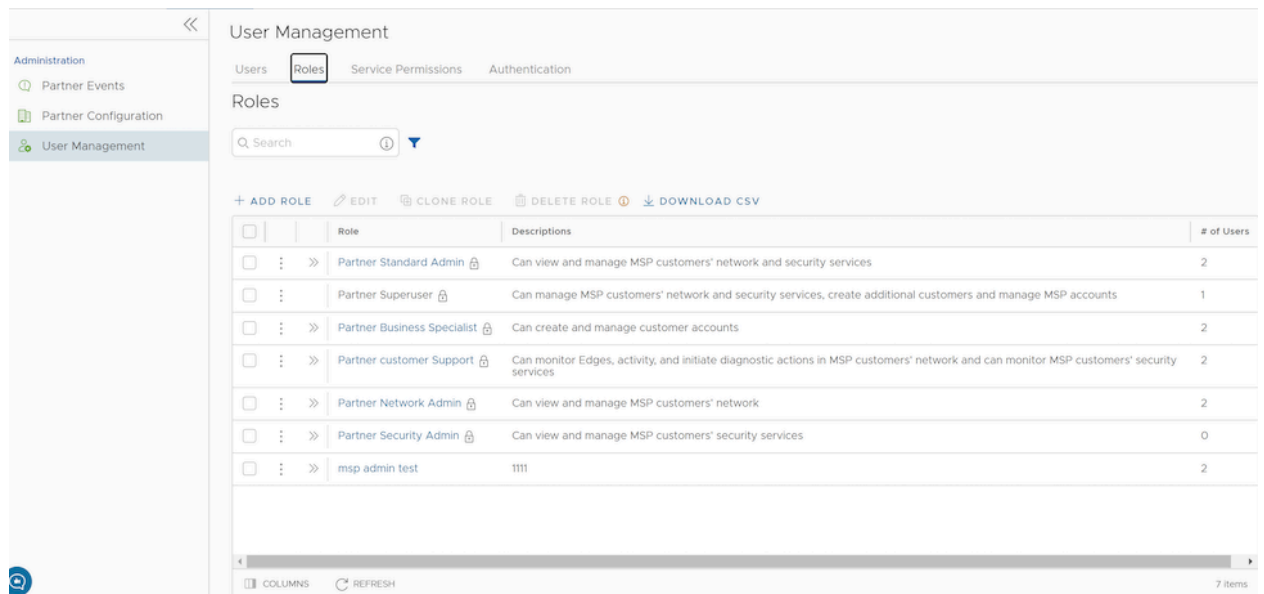 User Management
Administration
Users Roles Service Permissions Authentication
Partner Events
Partner Configuration
User Management
Roles
Search
+ ADD ROLE EDIT CLONE ROLE DELETE ROLE DOWNLOAD CSV
Role Descriptions # of Users
Partner Standard Admin Can view and manage MSP customers' network and security services 2
Partner Superuser Can manage MSP customers' network and security services, create additional customers and manage MSP accounts 1
Partner Business Specialist Can create and manage customer accounts 2
Partner customer Support Can monitor Edges, activity, and initiate diagnostic actions in MSP customers' network and can monitor MSP customers' security 2
services
Partner Network Admin Can view and manage MSP customers' network 2
Partner Security Admin Can view and manage MSP customers' security services 0
msp admin test 1111 2
COLUMNS REFRESH 7 items